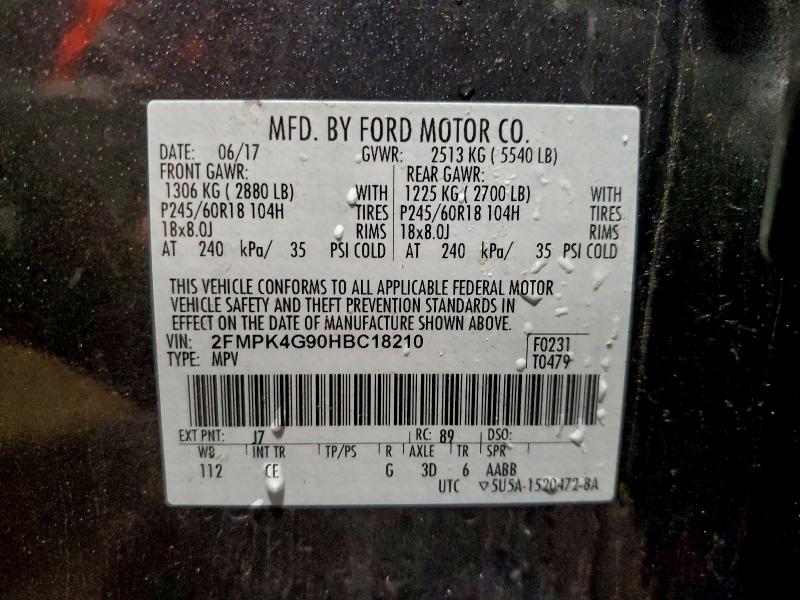 MFD. BY FORD MOTOR CO.
DATE: 06/17 GVWR: 2513 KG ( 5540 LB)
FRONT GAWR: REAR GAWR:
1306 KG ( 2880 LB) WITH 1225 KG ( 2700 LB) WITH
P245/60R18 104H TIRES P245/60R18 104H TIRES
18x8.0J RIMS 18x8.0J RIMS
AT 240 kPa/ 35 PSI COLD AT 240 kPa/ 35 PSI COLD
THIS VEHICLE CONFORMS TO ALL APPLICABLE FEDERAL MOTOR
VEHICLE SAFETY AND THEFT PREVENTION STANDARDS IN
EFFECT ON THE DATE OF MANUFACTURE SHOWN ABOVE.
VIN: 2FMPK4G90HBC18210 F0231
TYPE: MPV T0479
EXT PNT: J7 RC: 89 DSO:
WB INT TR TP/PS R AXLE TR SPR
112 CE G 3D 6 AABB
UTC ▽5U5A-1520472-BA